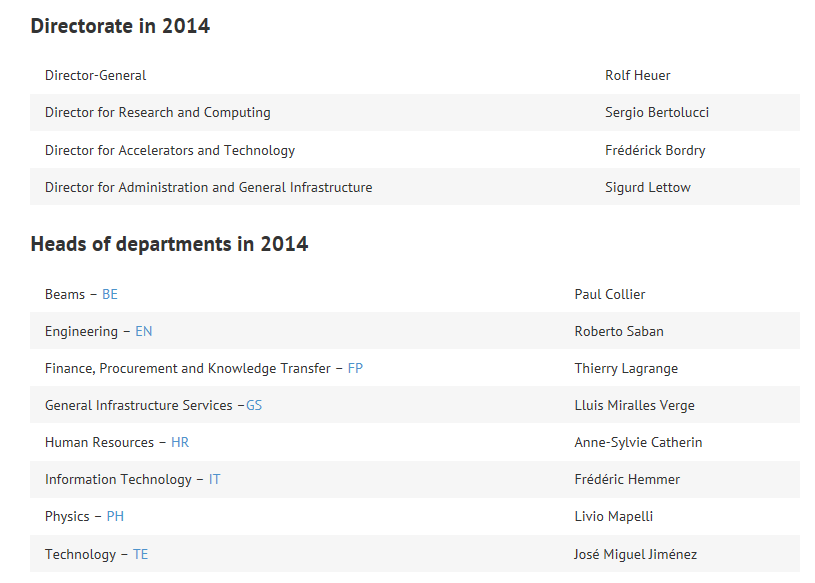 Directorate in 2014
Director-General Rolf Heuer
Director for Research and Computing Sergio Bertolucci
Director for Accelerators and Technology Frédérick Bordry
Director for Administration and General Infrastructure Sigurd Lettow
Heads of departments in 2014
Beams – BE Paul Collier
Engineering – EN Roberto Saban
Finance, Procurement and Knowledge Transfer – FP Thierry Lagrange
General Infrastructure Services –GS Lluis Miralles Verge
Human Resources – HR Anne-Sylvie Catherin
Information Technology – IT Frédéric Hemmer
Physics – PH Livio Mapelli
Technology – TE José Miguel Jiménez